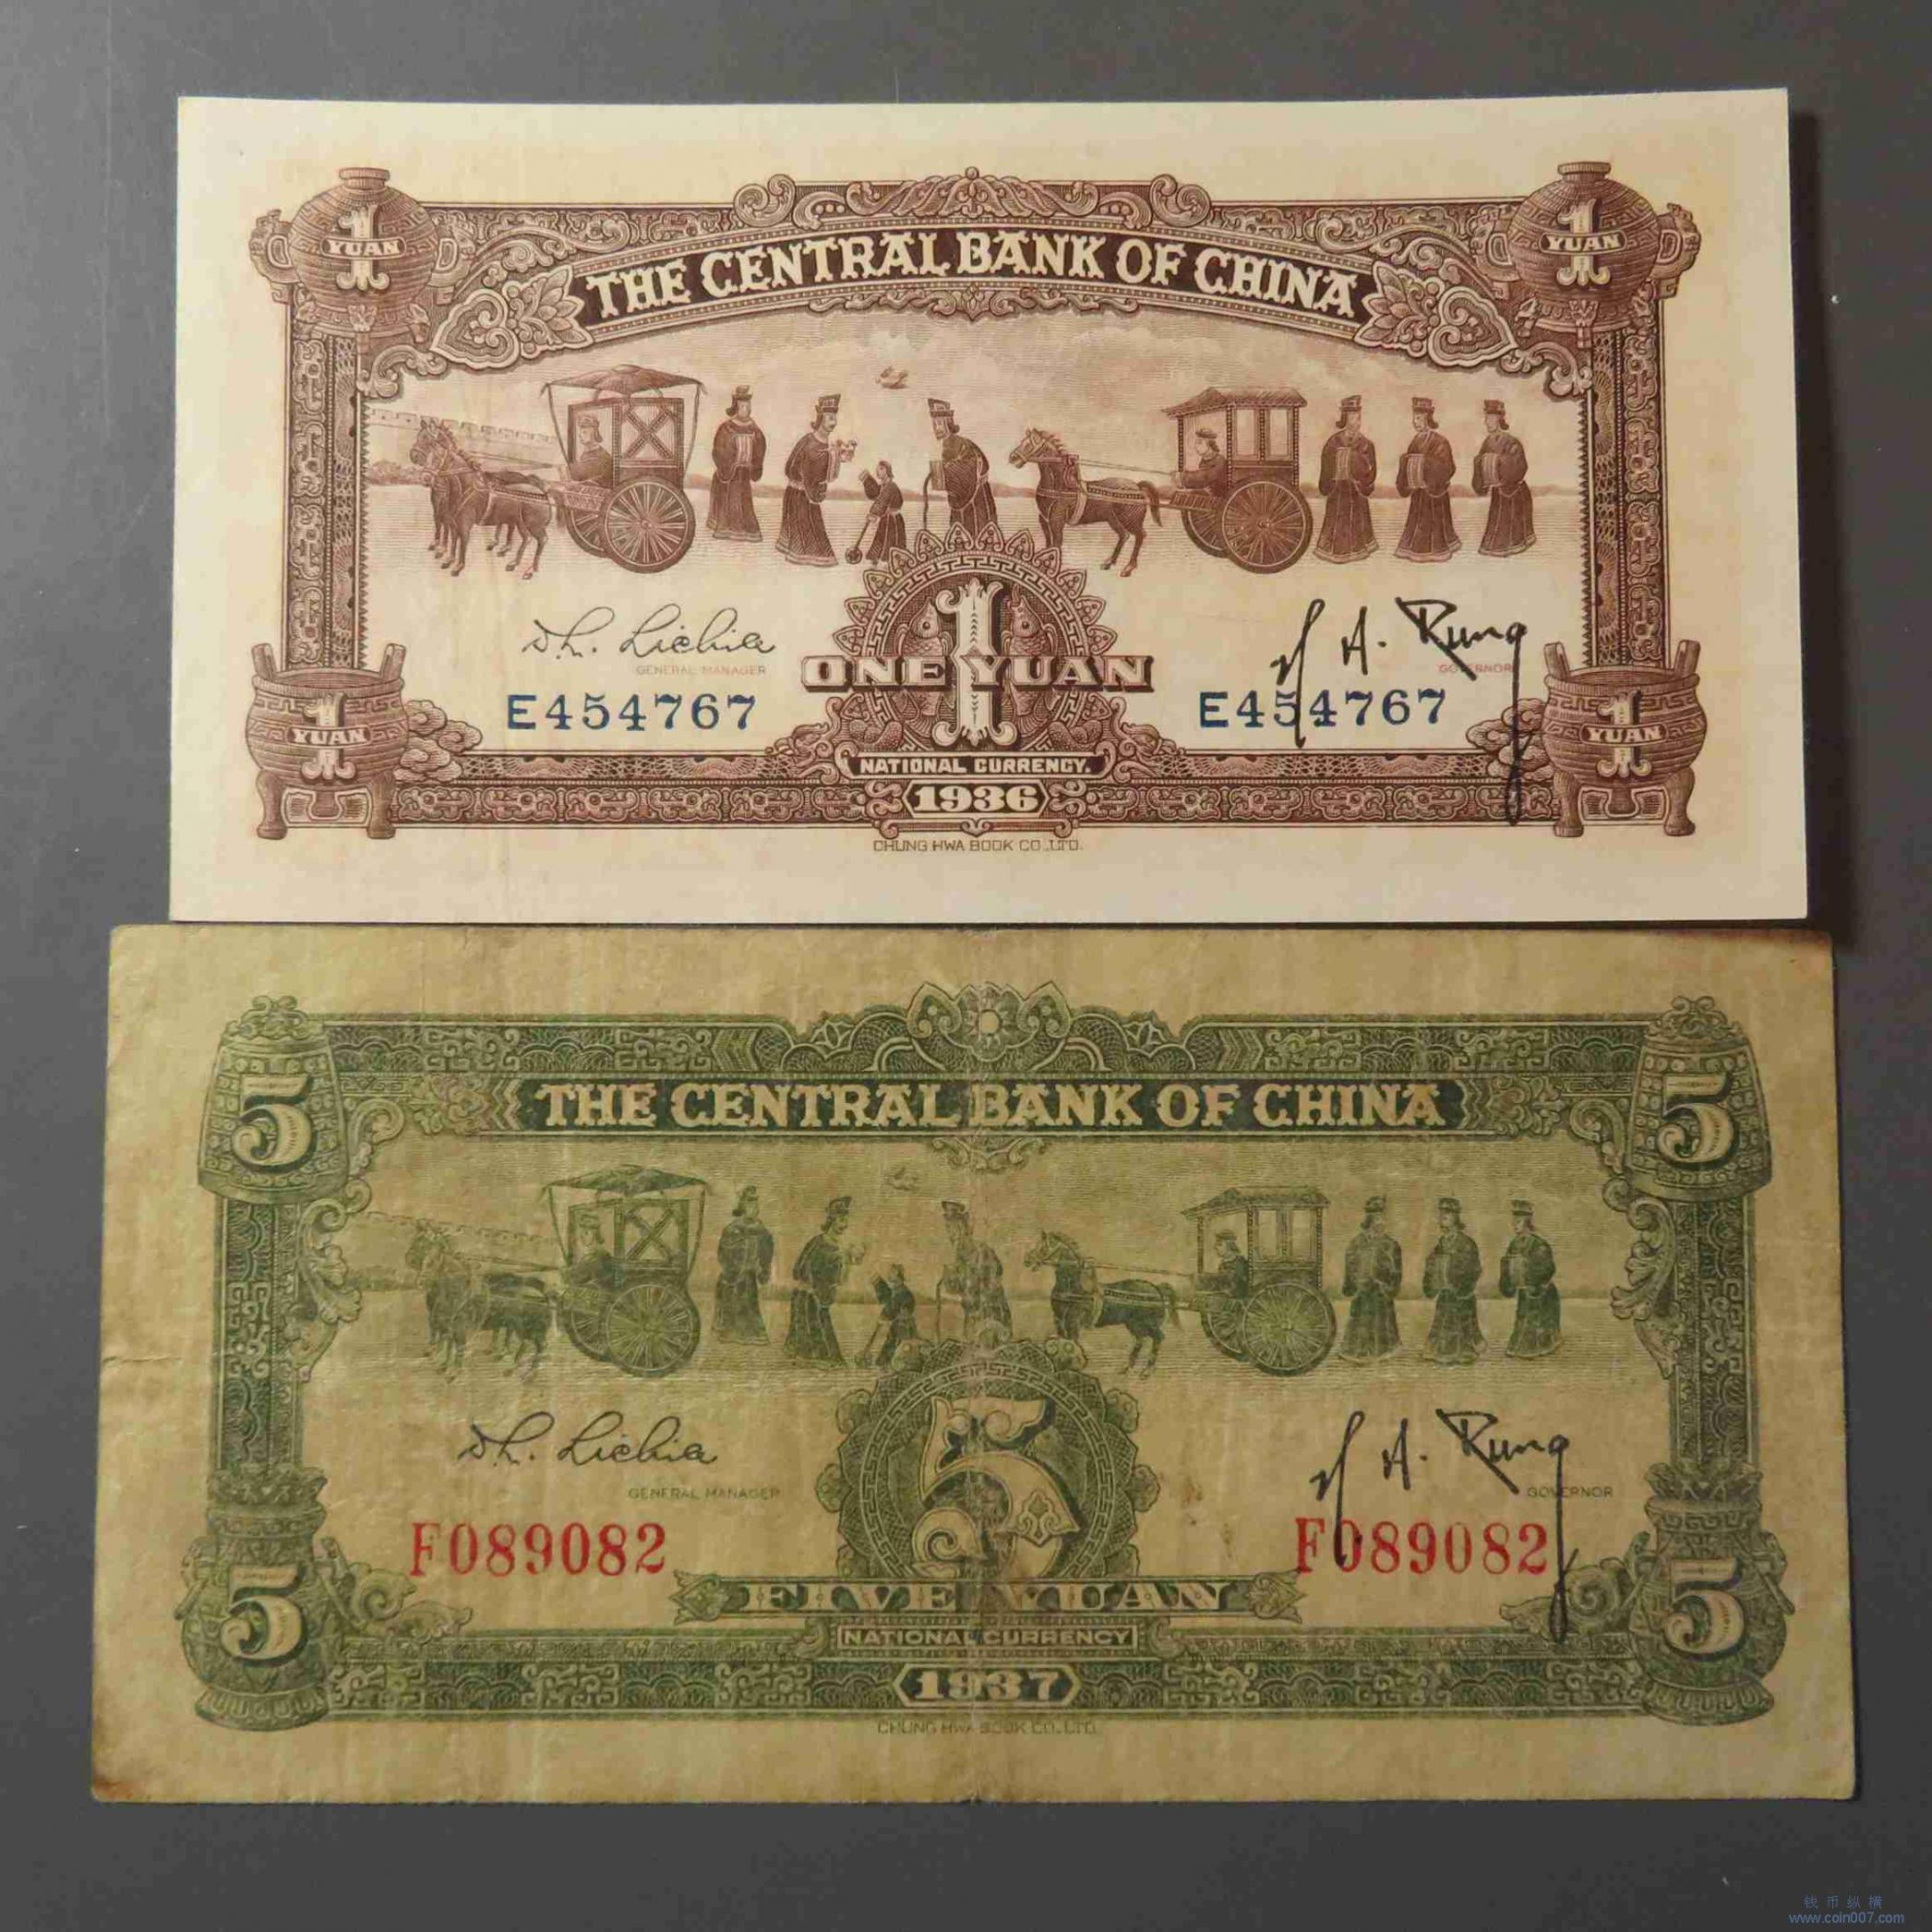 1
YUAN
1
YUAN
THE CENTRAL BANK OF CHINA
GENERAL MANAGER
GOVERNOR
H. H. Kung
E454767
1
ONE YUAN
E454767
1
YUAN
1
YUAN
NATIONAL CURRENCY.
1936
CHUNG HWA BOOK CO.,LTD.
5
5
THE CENTRAL BANK OF CHINA
H. H. Kung
GENERAL MANAGER
GOVERNOR
F089082
5
F089082
FIVE YUAN
5
5
NATIONAL CURRENCY
1937
CHUNG HWA BOOK CO., LTD.
钱币纵横
www.coin007.com